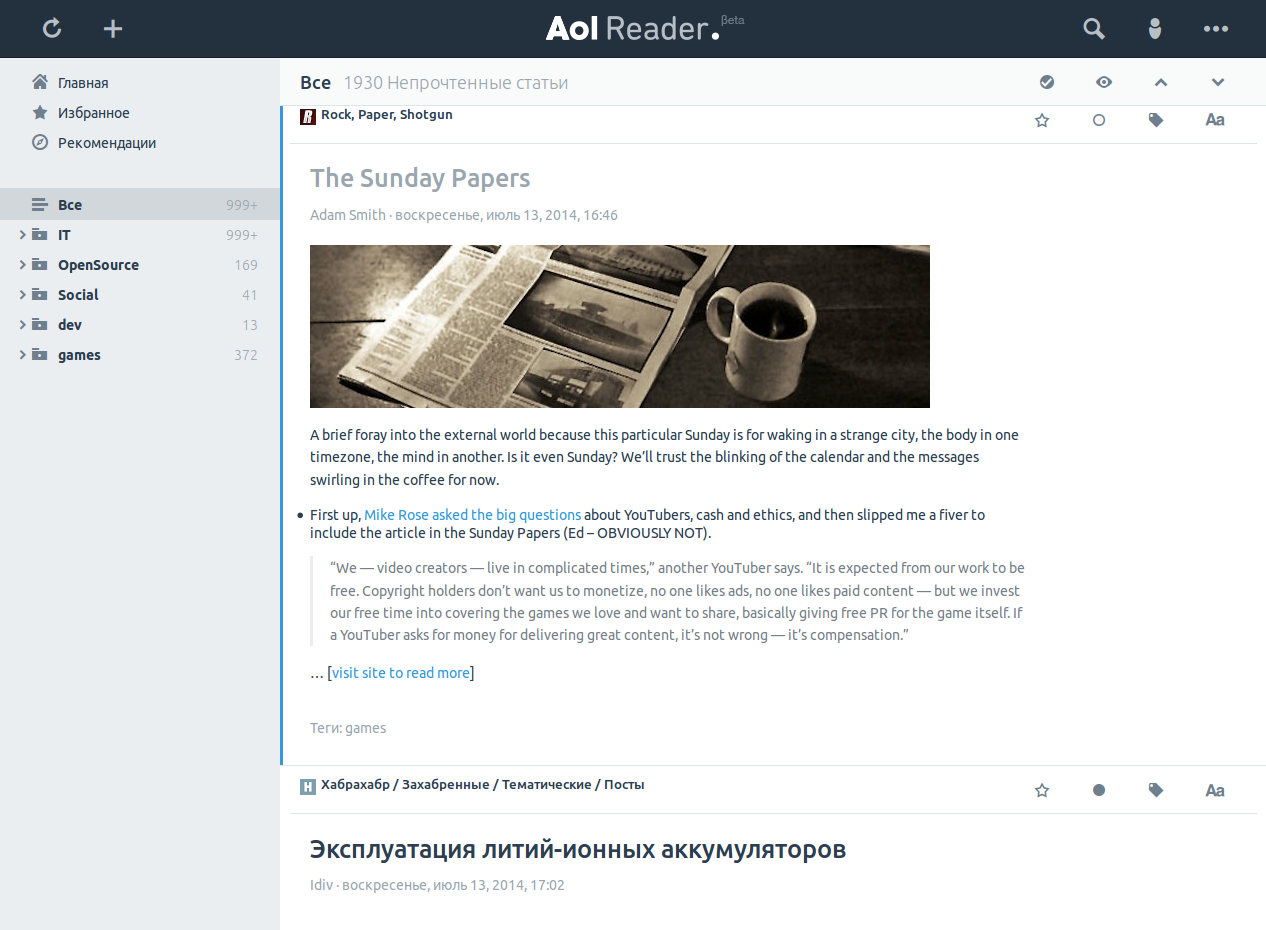 Aol Reader. βeta
Главная
Избранное
Рекомендации
Все 999+
IT 999+
OpenSource 169
Social 41
dev 13
games 372
Все 1930 Непрочтенные статьи
Rock, Paper, Shotgun
Aa
The Sunday Papers
Adam Smith · воскресенье, июль 13, 2014, 16:46
A brief foray into the external world because this particular Sunday is for waking in a strange city, the body in one
timezone, the mind in another. Is it even Sunday? We’ll trust the blinking of the calendar and the messages
swirling in the coffee for now.
• First up, Mike Rose asked the big questions about YouTubers, cash and ethics, and then slipped me a fiver to
include the article in the Sunday Papers (Ed – OBVIOUSLY NOT).
“We — video creators — live in complicated times,” another YouTuber says. “It is expected from our work to be
free. Copyright holders don’t want us to monetize, no one likes ads, no one likes paid content — but we invest
our free time into covering the games we love and want to share, basically giving free PR for the game itself. If
a YouTuber asks for money for delivering great content, it’s not wrong — it’s compensation.”
… [visit site to read more]
Теги: games
H Хабрахабр / Захабренные / Тематические / Посты
Aa
Эксплуатация литий-ионных аккумуляторов
Idiv · воскресенье, июль 13, 2014, 17:02